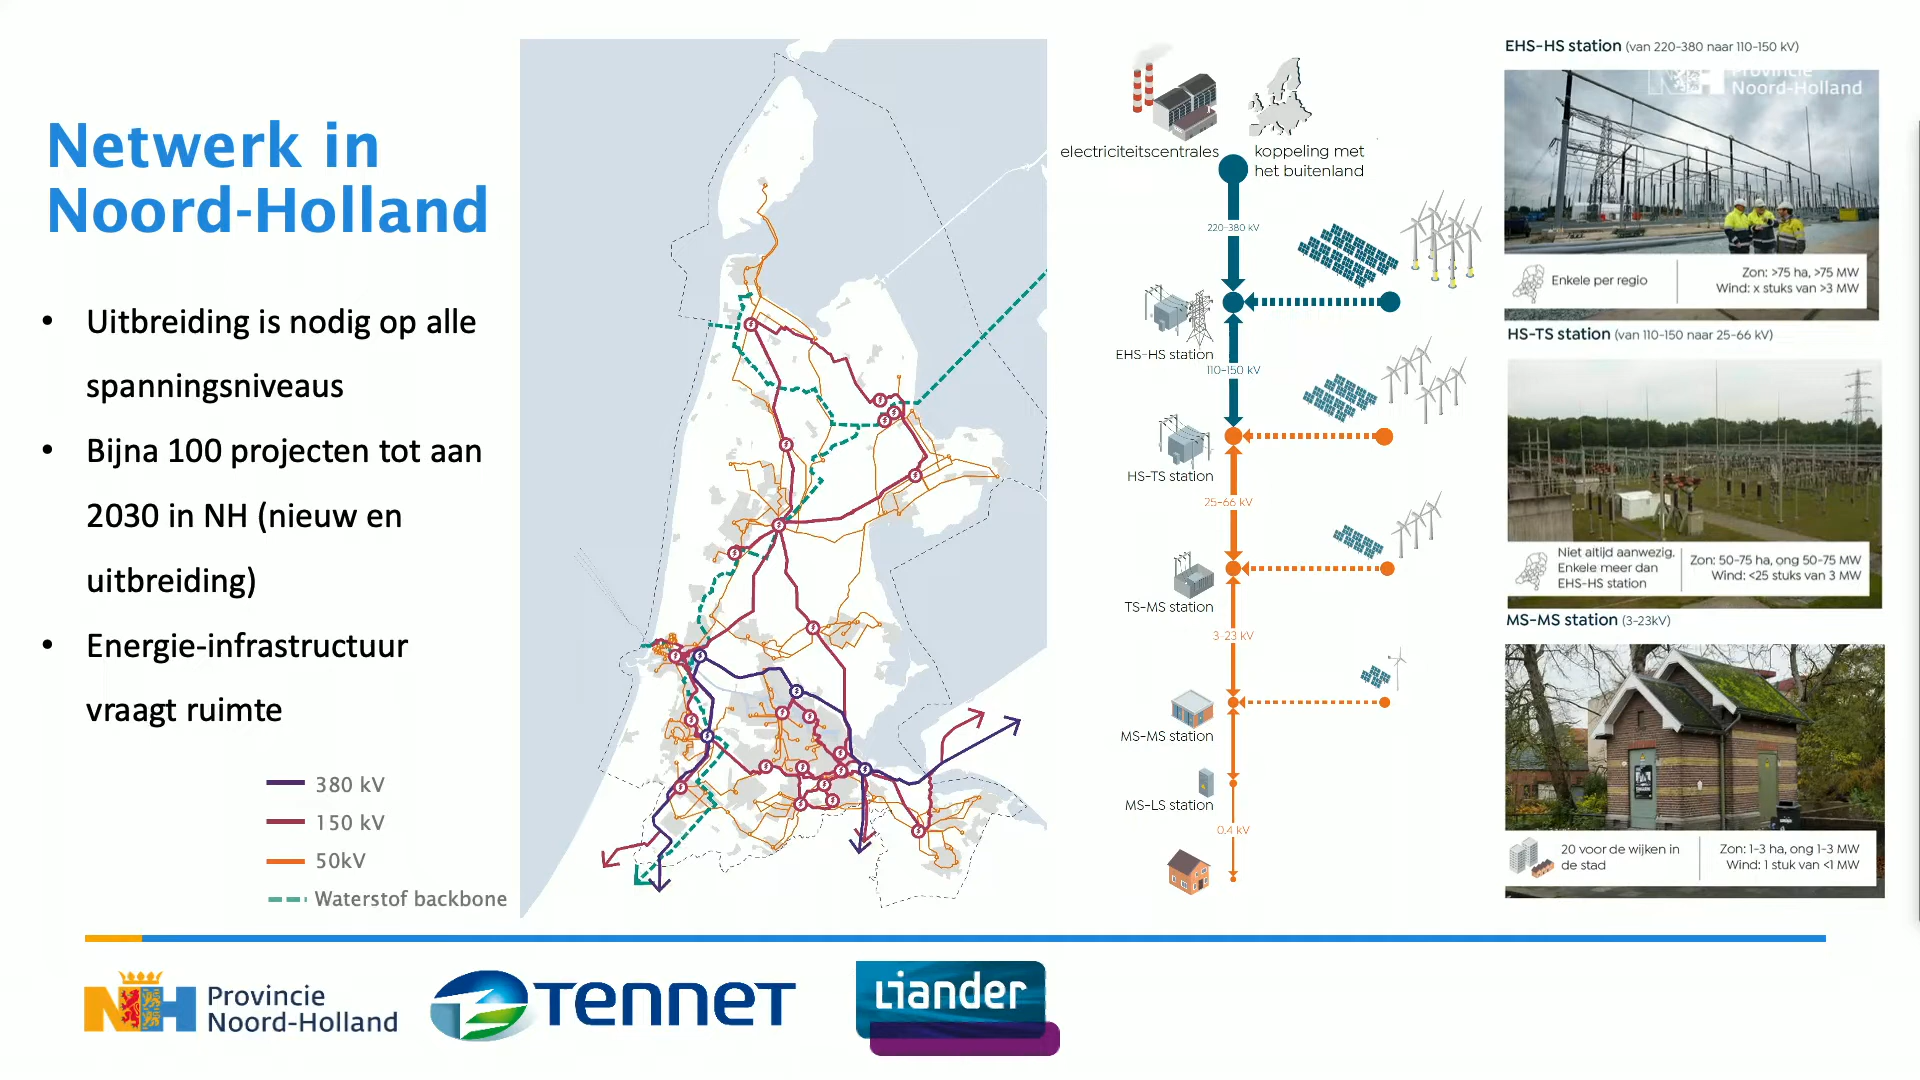 Netwerk in
Noord-Holland
• Uitbreiding is nodig op alle
spanningsniveaus
• Bijna 100 projecten tot aan
2030 in NH (nieuw en
uitbreiding)
• Energie-infrastructuur
vraagt ruimte
380 kV
150 kV
50kV
Waterstof backbone
electriciteitscentrales
koppeling met
het buitenland
220-380 kV
EHS-HS station
110-150 kV
HS-TS station
25-66 kV
TS-MS station
3-23 kV
MS-MS station
MS-LS station
0.4 kV
EHS-HS station (van 220-380 naar 110-150 kV)
Provincie
Noord-Holland
Enkele per regio
Zon: >75 ha, >75 MW
Wind: x stuks van >3 MW
HS-TS station (van 110-150 naar 25-66 kV)
Niet altijd aanwezig.
Enkele meer dan
EHS-HS station
Zon: 50-75 ha, ong 50-75 MW
Wind: <25 stuks van 3 MW
MS-MS station (3-23kV)
20 voor de wijken in
de stad
Zon: 1-3 ha, ong 1-3 MW
Wind: 1 stuk van <1 MW
NH Provincie
Noord-Holland
TenneT
Liander